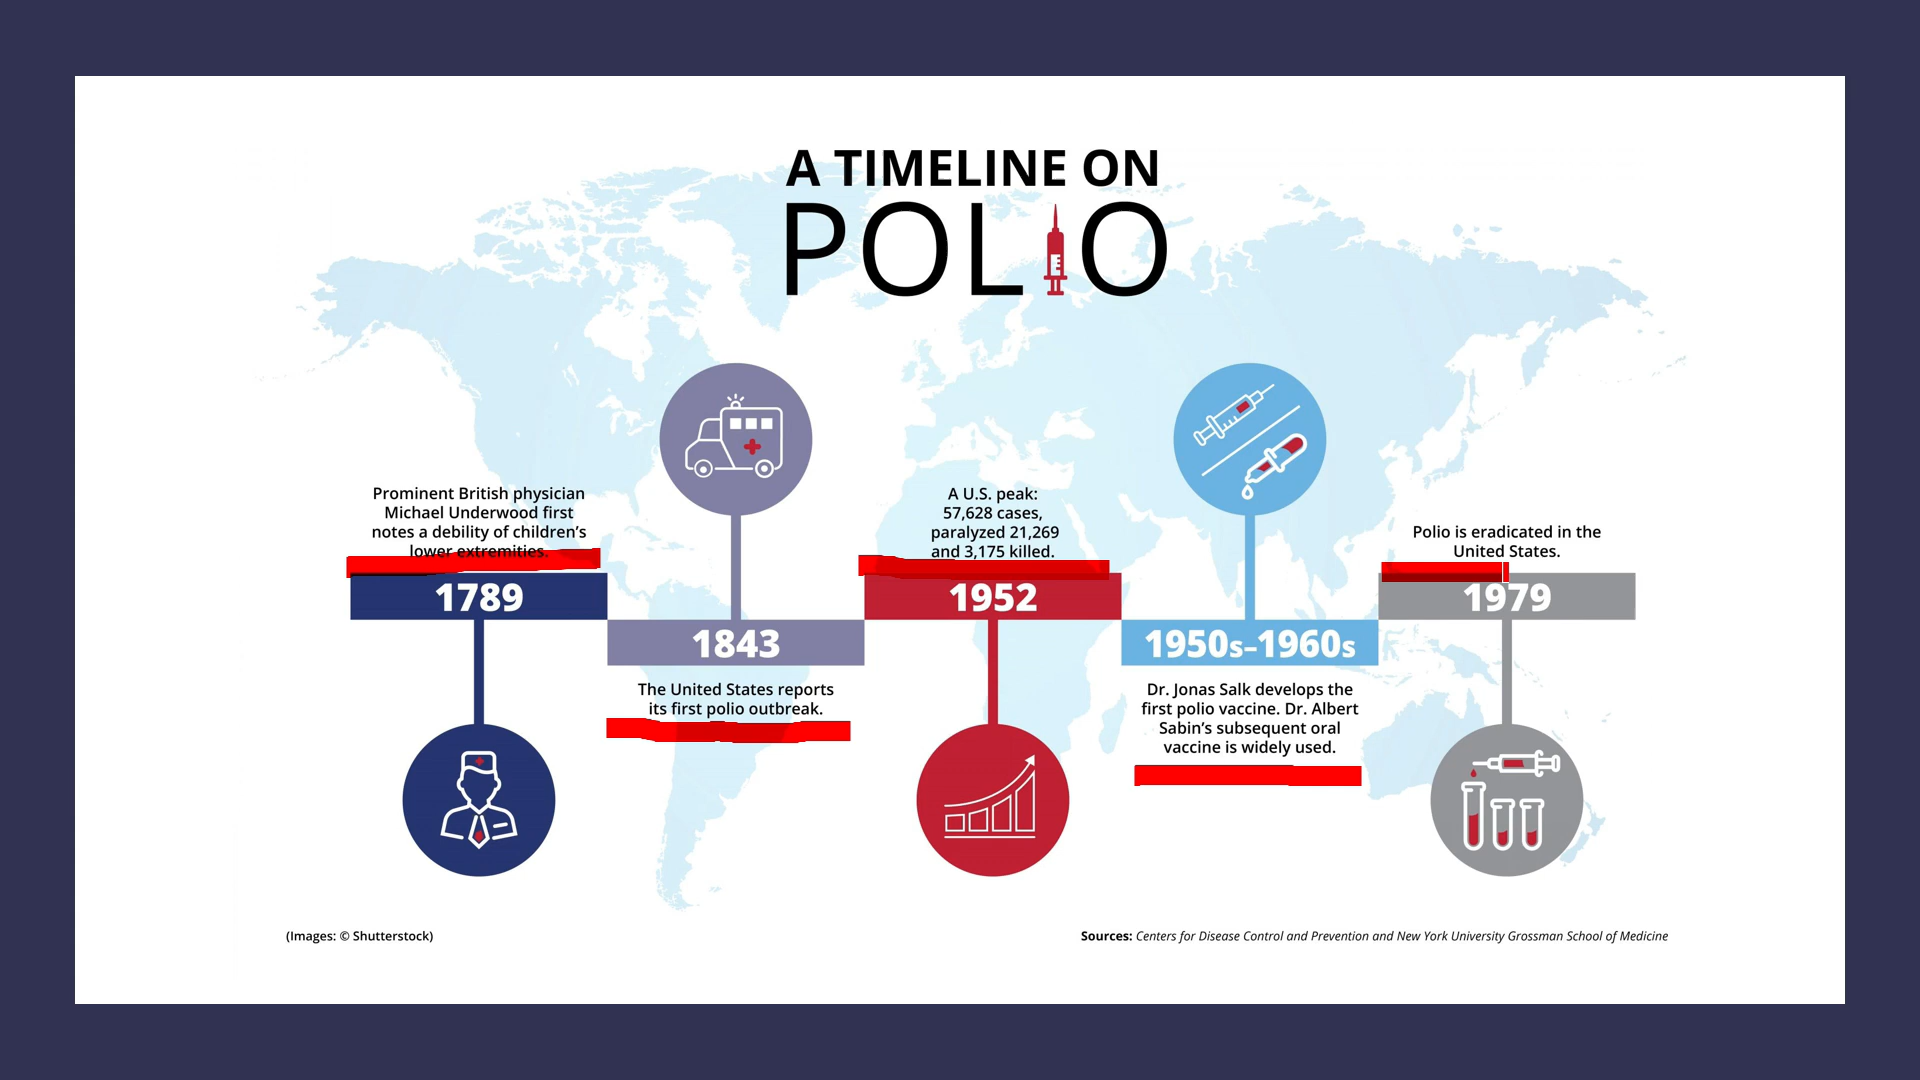 A TIMELINE ON
POLIO
Prominent British physician
Michael Underwood first
notes a debility of children's
lower extremities.
1789
1843
The United States reports
its first polio outbreak.
A U.S. peak:
57,628 cases,
paralyzed 21,269
and 3,175 killed.
1952
1950s–1960s
Dr. Jonas Salk develops the
first polio vaccine. Dr. Albert
Sabin's subsequent oral
vaccine is widely used.
Polio is eradicated in the
United States.
1979
(Images: © Shutterstock)
Sources: Centers for Disease Control and Prevention and New York University Grossman School of Medicine